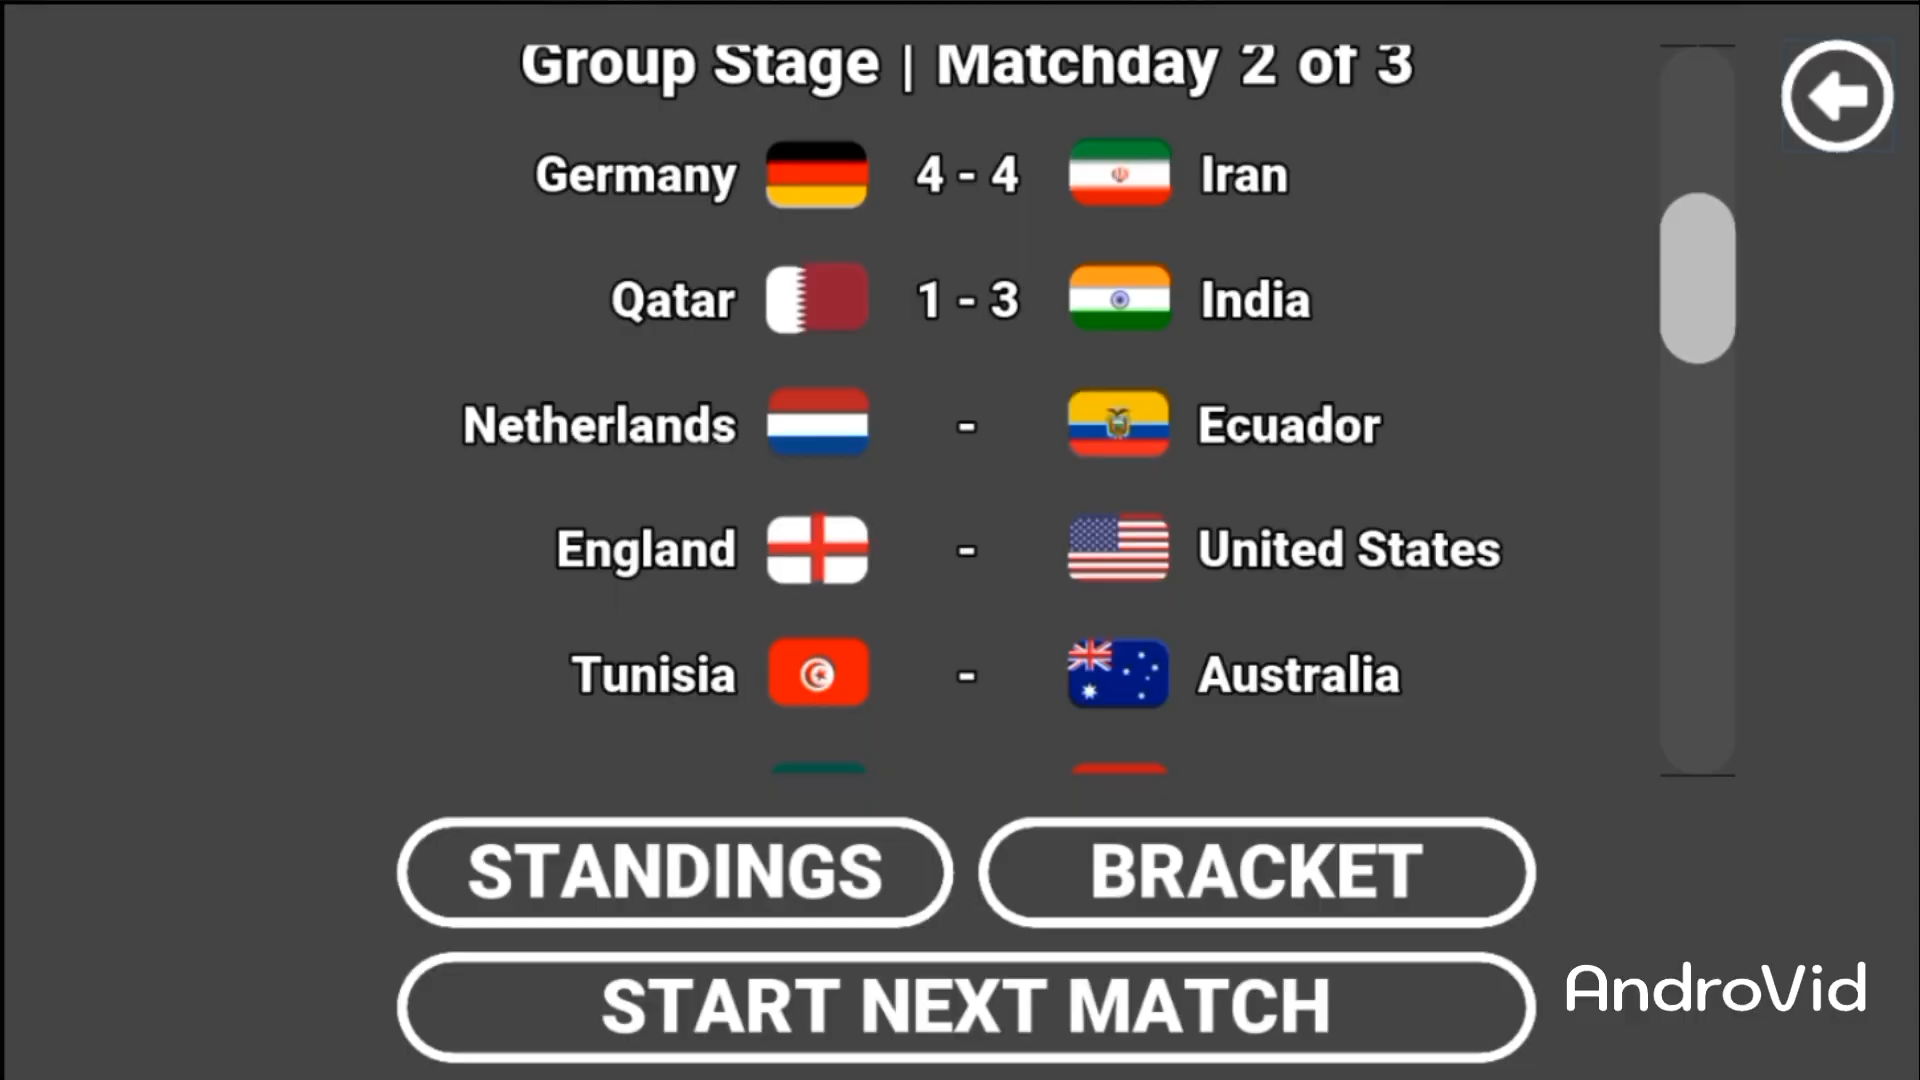 Group Stage | Matchday 2 of 3
Germany 4 - 4 Iran
Qatar 1 - 3 India
Netherlands - Ecuador
England - United States
Tunisia - Australia
STANDINGS BRACKET
START NEXT MATCH
AndroVid